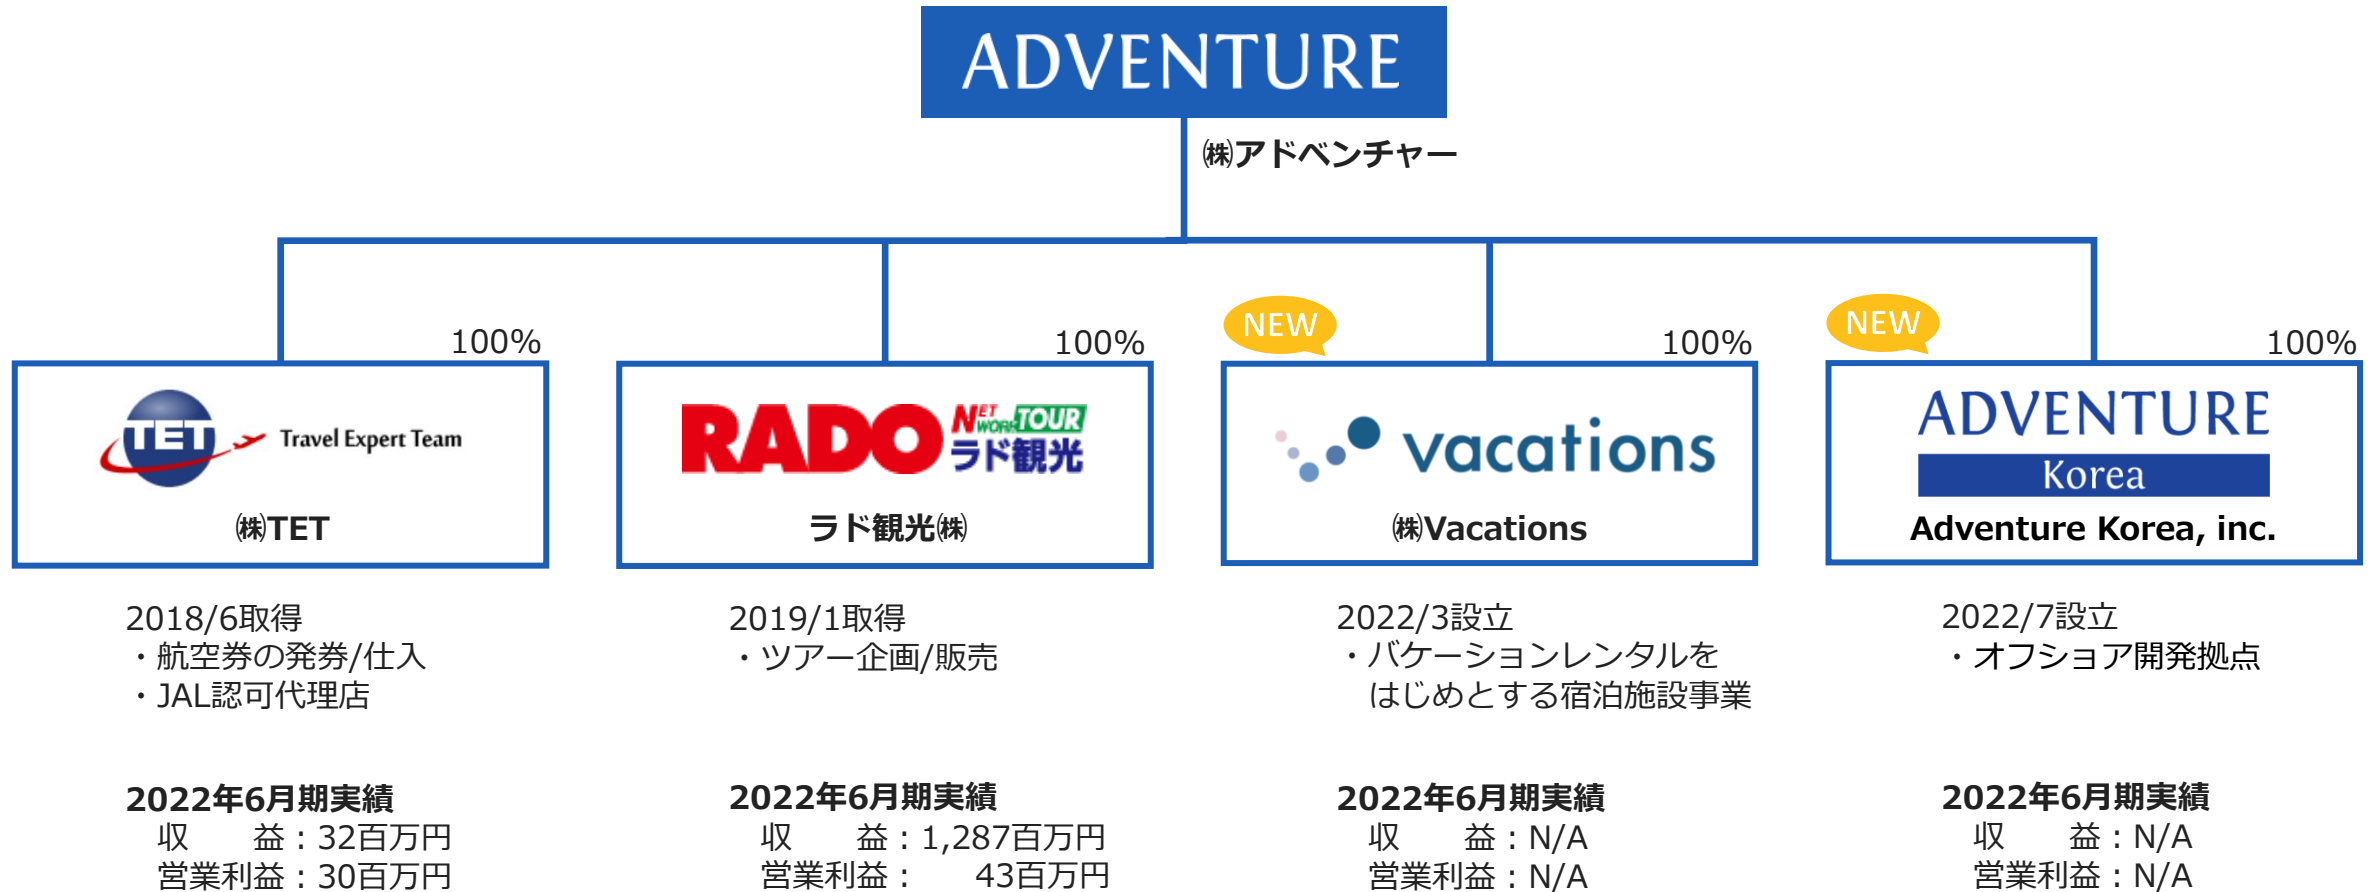 ADVENTURE
㈱アドベンチャー
100%
TET Travel Expert Team
㈱TET
2018/6取得
・航空券の発券/仕入
・JAL認可代理店
2022年6月期実績
収　　益：32百万円
営業利益：30百万円
100%
RADO NET WORK TOUR
ラド観光
ラド観光㈱
2019/1取得
・ツアー企画/販売
2022年6月期実績
収　　益：1,287百万円
営業利益：　43百万円
NEW
100%
vacations
㈱Vacations
2022/3設立
・バケーションレンタルを
はじめとする宿泊施設事業
2022年6月期実績
収　　益：N/A
営業利益：N/A
NEW
100%
ADVENTURE
Korea
Adventure Korea, inc.
2022/7設立
・オフショア開発拠点
2022年6月期実績
収　　益：N/A
営業利益：N/A